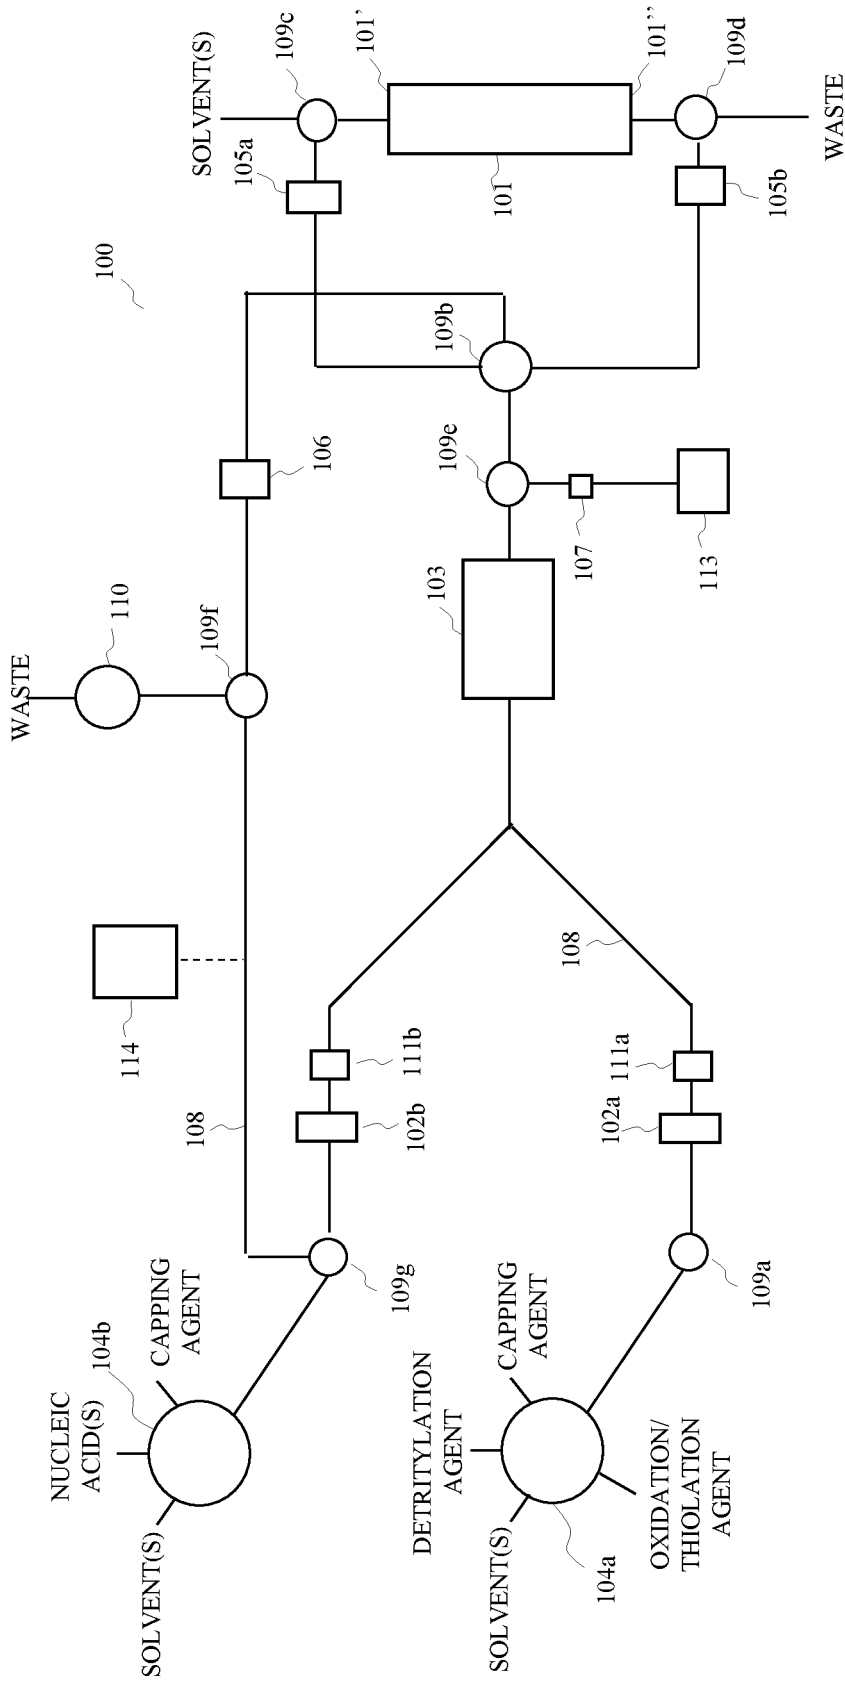 WASTE
NUCLEIC
ACID(S)
104b
100
110
114
SOLVENT(S)
CAPPING
AGENT
108
SOLVENT(S)
109f
105a
109c
106
101’
109g
111b
102b
DETRITYLATION
AGENT
103
109b
109e
SOLVENT(S)
CAPPING
AGENT
101
108
107
104a
102a
111a
101’’
OXIDATION/
THIOLATION
AGENT
113
109d
109a
105b
WASTE